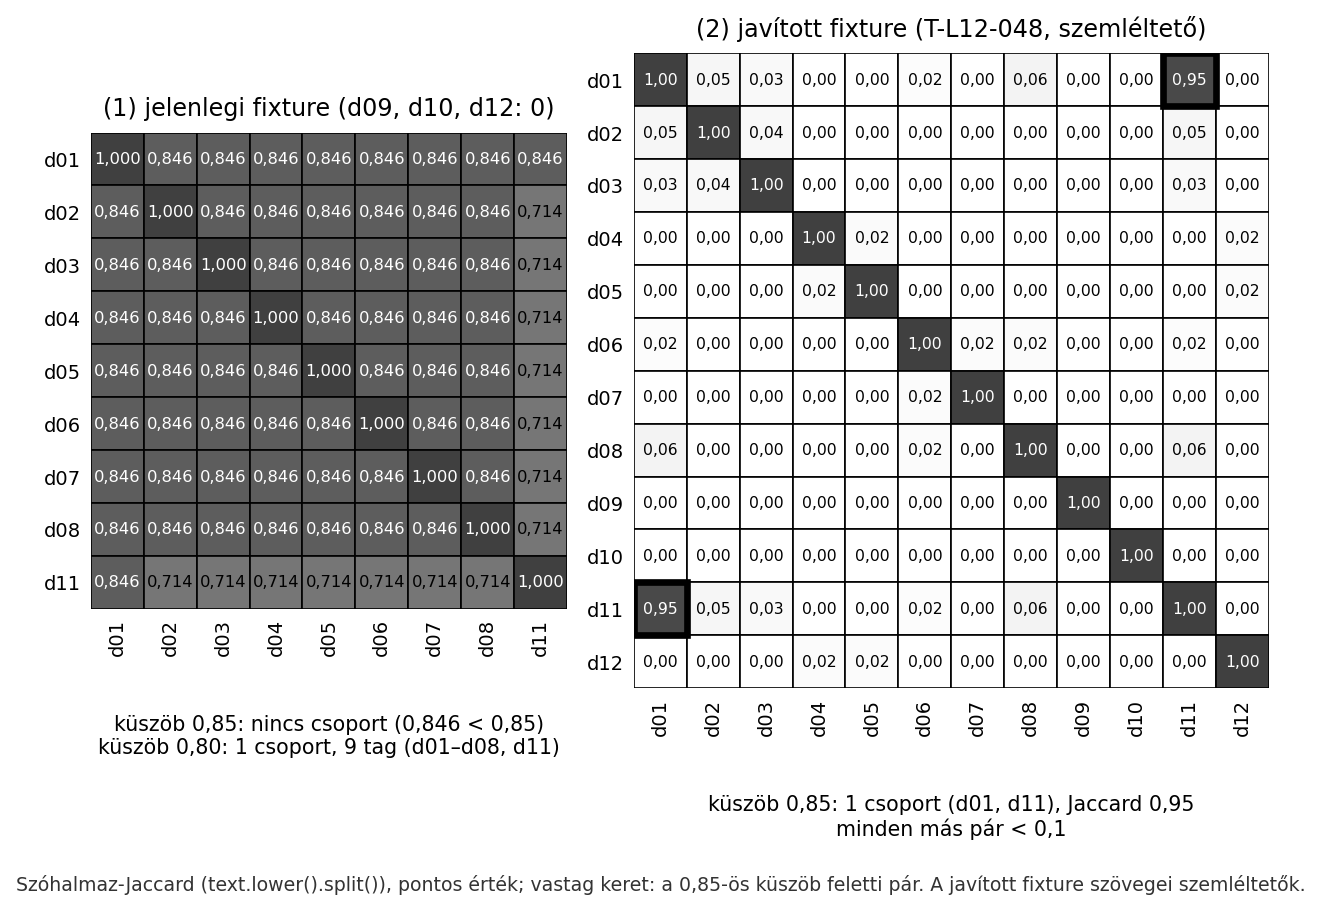 (1) jelenlegi fixture (d09, d10, d12: 0)
d01 1,000 0,846 0,846 0,846 0,846 0,846 0,846 0,846 0,846
d02 0,846 1,000 0,846 0,846 0,846 0,846 0,846 0,846 0,714
d03 0,846 0,846 1,000 0,846 0,846 0,846 0,846 0,846 0,714
d04 0,846 0,846 0,846 1,000 0,846 0,846 0,846 0,846 0,714
d05 0,846 0,846 0,846 0,846 1,000 0,846 0,846 0,846 0,714
d06 0,846 0,846 0,846 0,846 0,846 1,000 0,846 0,846 0,714
d07 0,846 0,846 0,846 0,846 0,846 0,846 1,000 0,846 0,714
d08 0,846 0,846 0,846 0,846 0,846 0,846 0,846 1,000 0,714
d11 0,846 0,714 0,714 0,714 0,714 0,714 0,714 0,714 1,000
d01 d02 d03 d04 d05 d06 d07 d08 d11
küszöb 0,85: nincs csoport (0,846 < 0,85)
küszöb 0,80: 1 csoport, 9 tag (d01–d08, d11)
(2) javított fixture (T-L12-048, szemléltető)
d01 1,00 0,05 0,03 0,00 0,00 0,02 0,00 0,06 0,00 0,00 0,95 0,00
d02 0,05 1,00 0,04 0,00 0,00 0,00 0,00 0,00 0,00 0,00 0,05 0,00
d03 0,03 0,04 1,00 0,00 0,00 0,00 0,00 0,00 0,00 0,00 0,03 0,00
d04 0,00 0,00 0,00 1,00 0,02 0,00 0,00 0,00 0,00 0,00 0,00 0,02
d05 0,00 0,00 0,00 0,02 1,00 0,00 0,00 0,00 0,00 0,00 0,00 0,02
d06 0,02 0,00 0,00 0,00 0,00 1,00 0,02 0,02 0,00 0,00 0,02 0,00
d07 0,00 0,00 0,00 0,00 0,00 0,02 1,00 0,00 0,00 0,00 0,00 0,00
d08 0,06 0,00 0,00 0,00 0,00 0,02 0,00 1,00 0,00 0,00 0,06 0,00
d09 0,00 0,00 0,00 0,00 0,00 0,00 0,00 0,00 1,00 0,00 0,00 0,00
d10 0,00 0,00 0,00 0,00 0,00 0,00 0,00 0,00 0,00 1,00 0,00 0,00
d11 0,95 0,05 0,03 0,00 0,00 0,02 0,00 0,06 0,00 0,00 1,00 0,00
d12 0,00 0,00 0,00 0,02 0,02 0,00 0,00 0,00 0,00 0,00 0,00 1,00
d01 d02 d03 d04 d05 d06 d07 d08 d09 d10 d11 d12
küszöb 0,85: 1 csoport (d01, d11), Jaccard 0,95
minden más pár < 0,1
Szóhalmaz-Jaccard (text.lower().split()), pontos érték; vastag keret: a 0,85-ös küszöb feletti pár. A javított fixture szövegei szemléltetők.